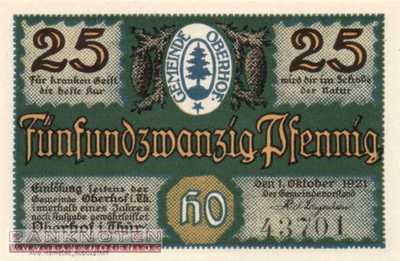 25
GEMEINDE OBERHOF
25
Für kranken Geist
die beste Kur
wird dir im Schoße
der Natur
Fünfundzwanzig Pfennig
Einlösung seitens der
Gemeinde Oberhof i. Th.
innerhalb eines Jahres
nach Ausgabe gewährleistet
Oberhof i. Thür.
HO
den 1. Oktober 1921
der Gemeindevorstand
43701
BANKNOTEN